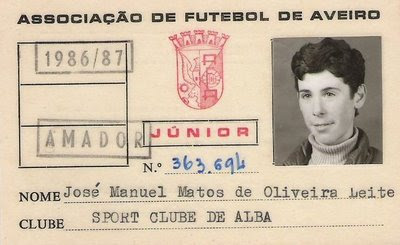 ASSOCIAÇÃO DE FUTEBOL DE AVEIRO
1986/87
AMADOR
JÚNIOR
N.º 363.694
NOME José Manuel Matos de Oliveira Leite
CLUBE SPORT CLUBE DE ALBA